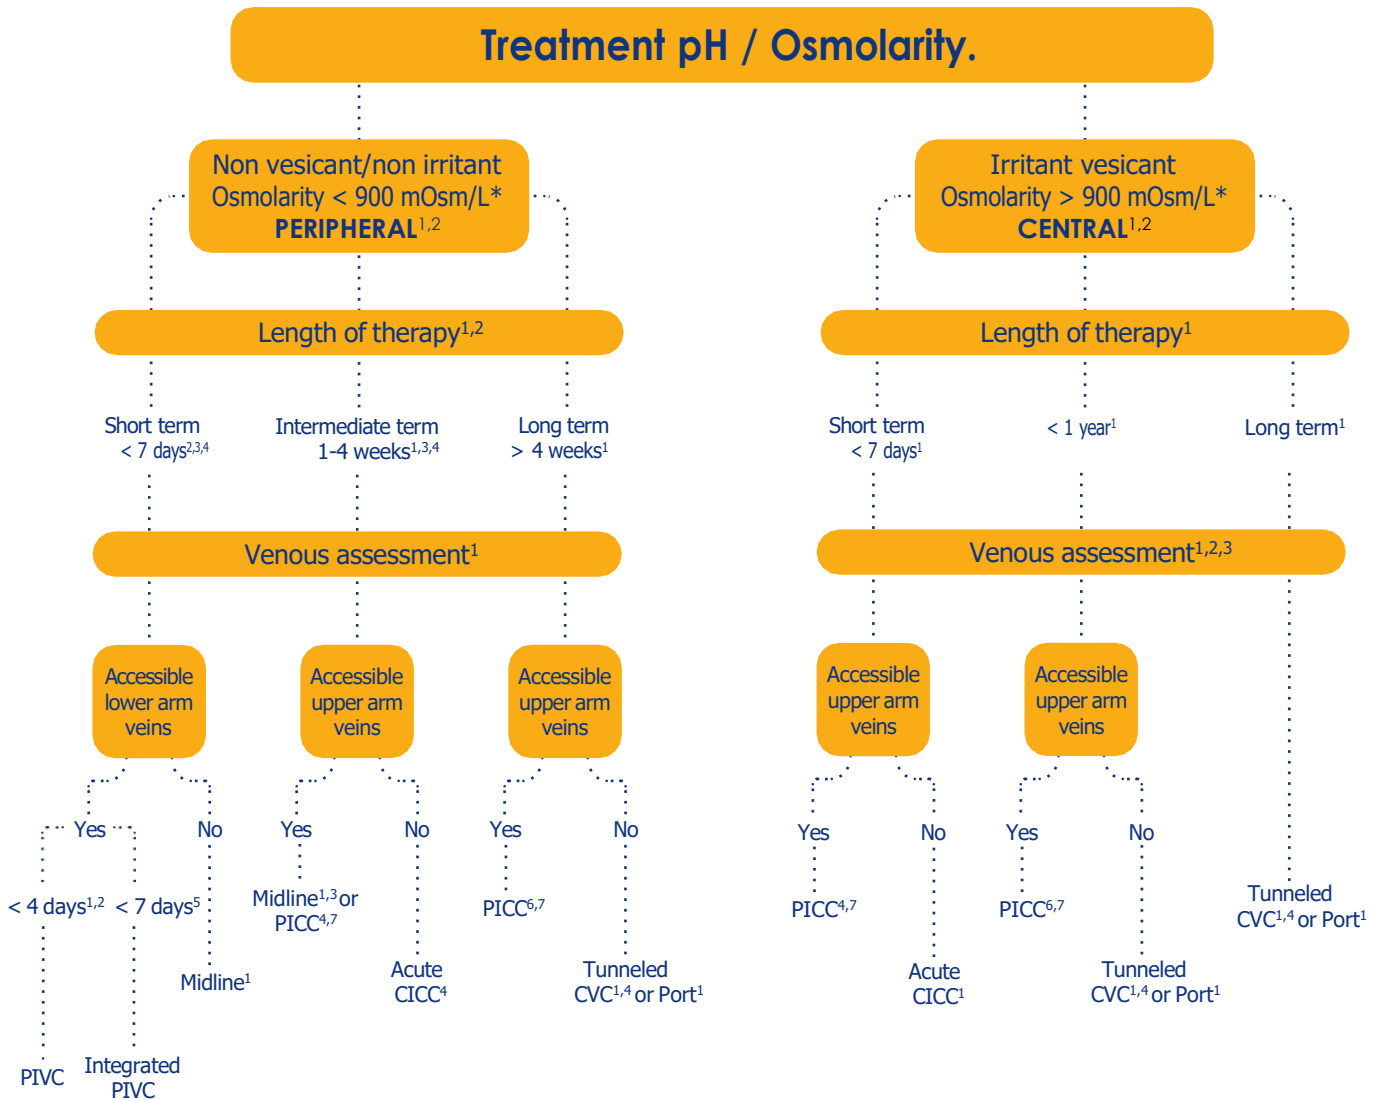 Treatment pH / Osmolarity.
Non vesicant/non irritant
Osmolarity < 900 mOsm/L*
PERIPHERAL1,2
Irritant vesicant
Osmolarity > 900 mOsm/L*
CENTRAL1,2
Length of therapy1,2
Length of therapy1
Short term
< 7 days2,3,4
Intermediate term
1-4 weeks1,3,4
Long term
> 4 weeks1
Short term
< 7 days1
< 1 year1
Long term1
Venous assessment1
Venous assessment1,2,3
Accessible
lower arm
veins
Accessible
upper arm
veins
Accessible
upper arm
veins
Accessible
upper arm
veins
Accessible
upper arm
veins
Yes
No
Yes
No
Yes
No
Yes
No
Yes
No
< 4 days1,2
< 7 days5
Midline1,3 or
PICC4,7
PICC6,7
PICC4,7
PICC6,7
Tunneled
CVC1,4 or Port1
Midline1
Acute
CICC4
Tunneled
CVC1,4 or Port1
Acute
CICC1
Tunneled
CVC1,4 or Port1
PIVC
Integrated
PIVC